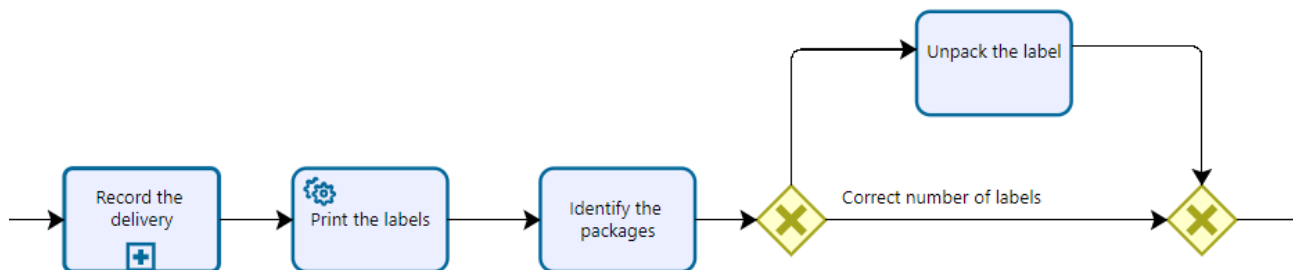 Unpack the label
Record the
delivery
Print the labels
Identify the
packages
Correct number of labels